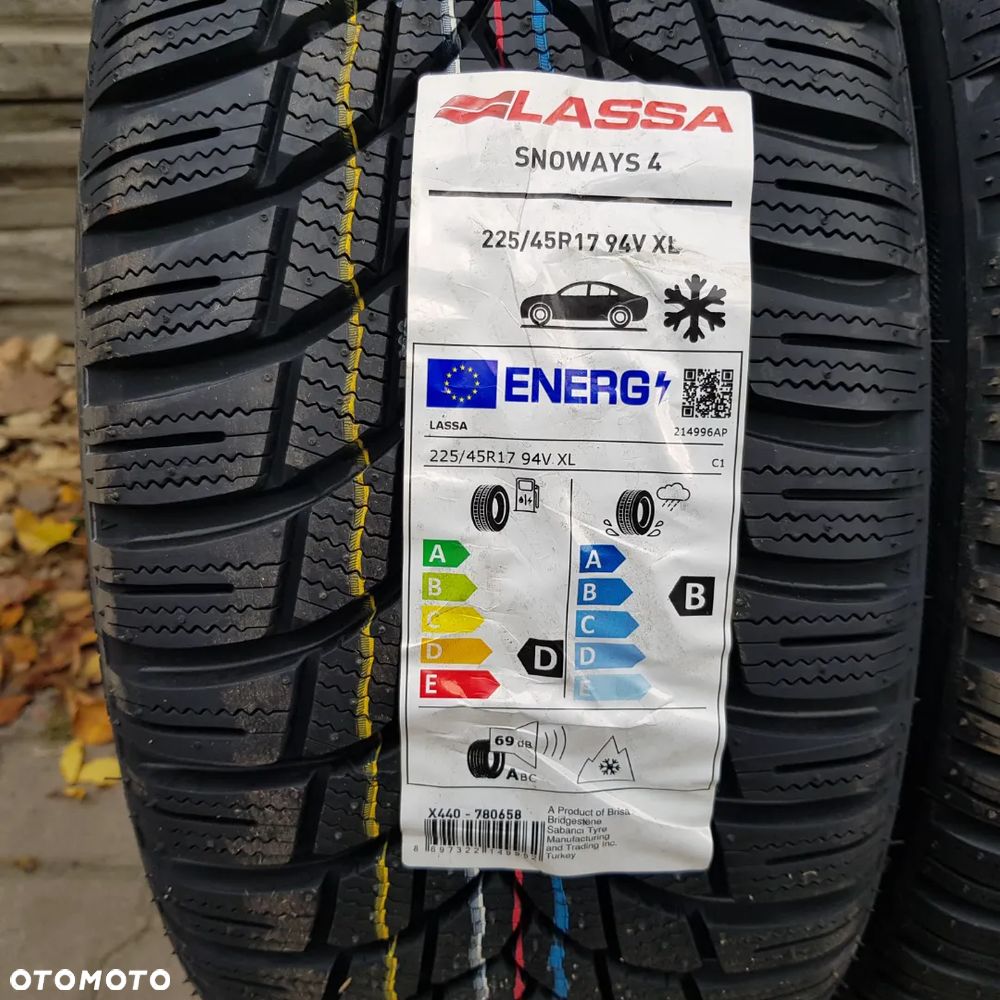 LASSA
SNOWAYS 4
225/45R17 94V XL
ENERG
LASSA
214996AP
225/45R17 94V XL
C1
A
B
C
D
E
D
A
B
C
D
E
B
69 dB
ABC
X440 - 780658
A Product of Brisa
Bridgestone
Sabancı Tyre
Manufacturing
and Trading Inc.
Turkey
OTOMOTO